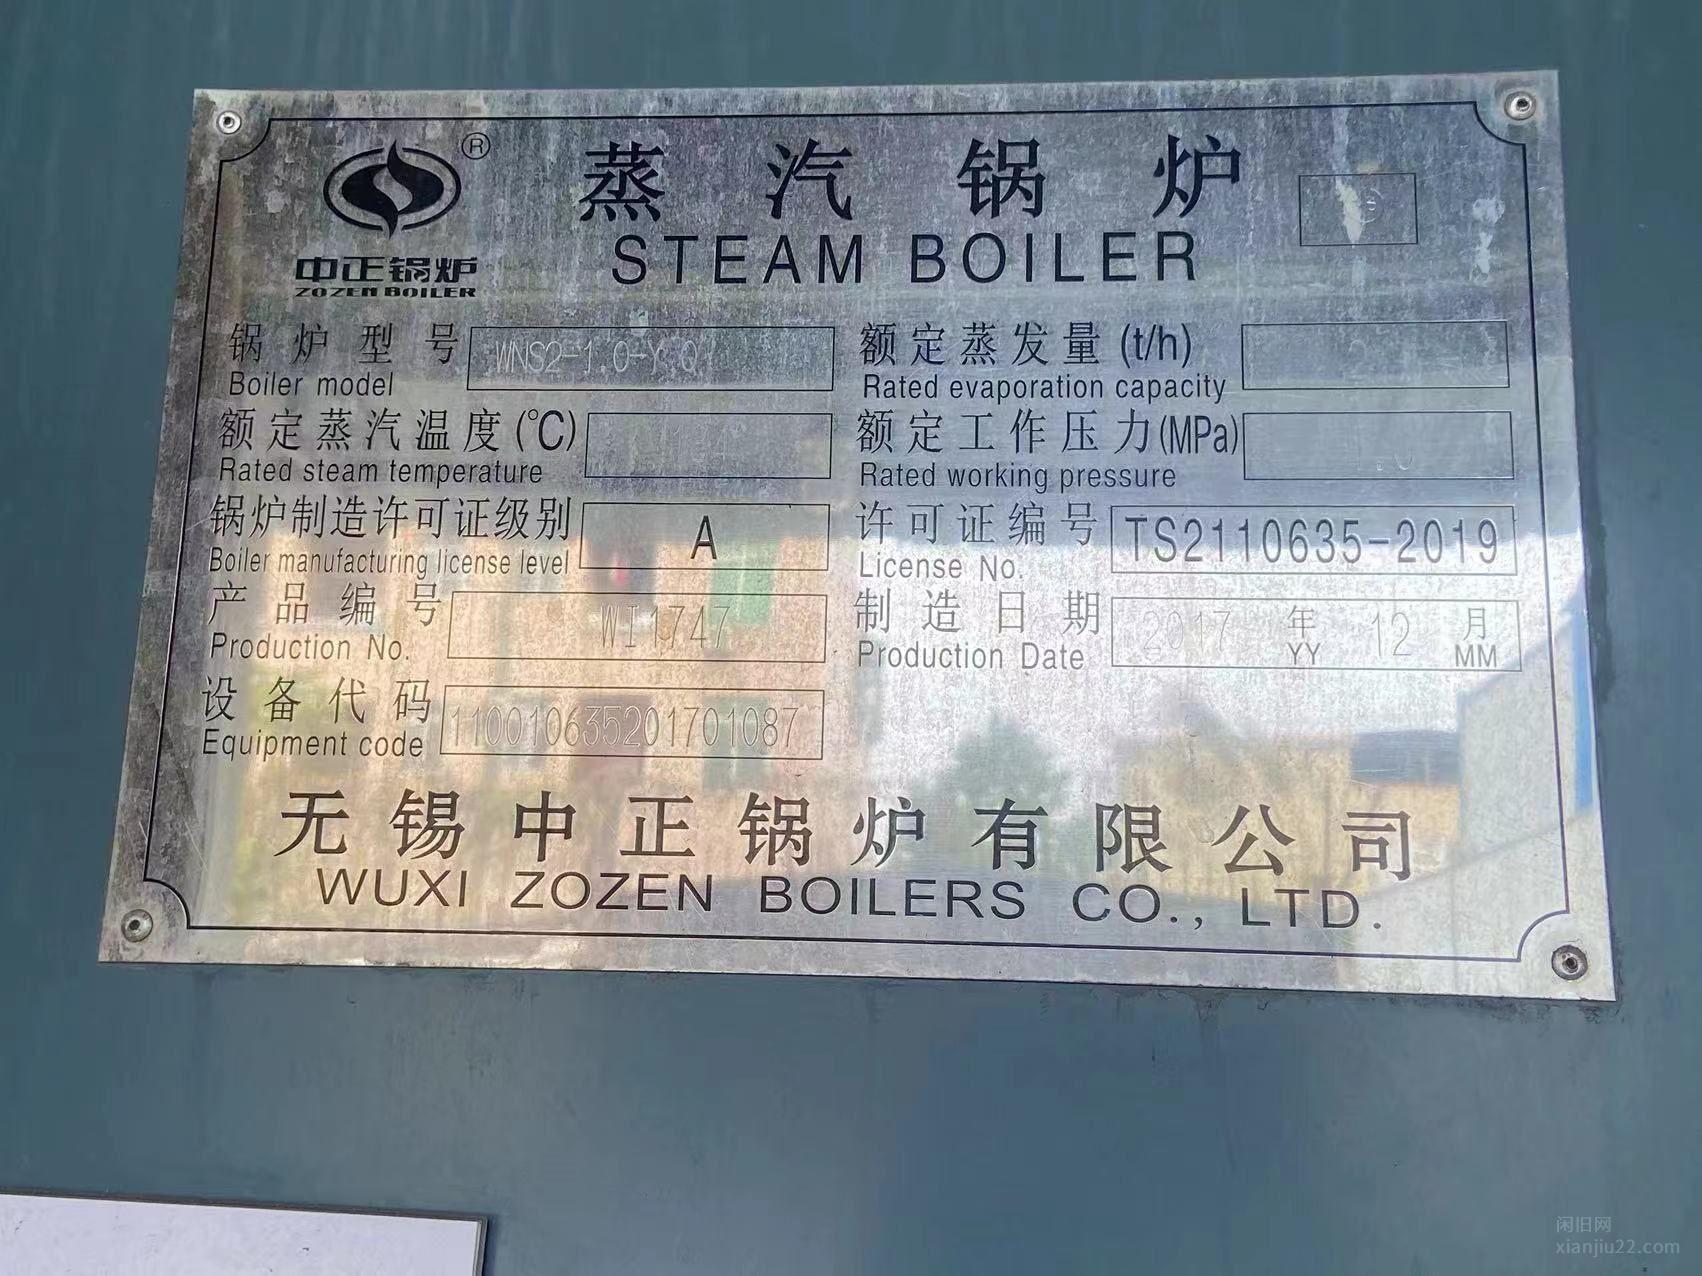 ®
中正锅炉
ZOZEN BOILER
蒸汽锅炉
STEAM BOILER
锅炉型号 WNS2-1.0-Y.Q
Boiler model
额定蒸发量 (t/h)
Rated evaporation capacity
额定蒸汽温度(℃)
Rated steam temperature
额定工作压力(MPa)
Rated working pressure
锅炉制造许可证级别 A
Boiler manufacturing license level
许可证编号 TS2110635-2019
License No.
产品编号 WI1747
Production No.
制造日期 2017 年 12 月
Production Date YY MM
设备代码 110010635201701087
Equipment code
无锡中正锅炉有限公司
WUXI ZOZEN BOILERS CO., LTD.
闲旧网
xianjiu22.com